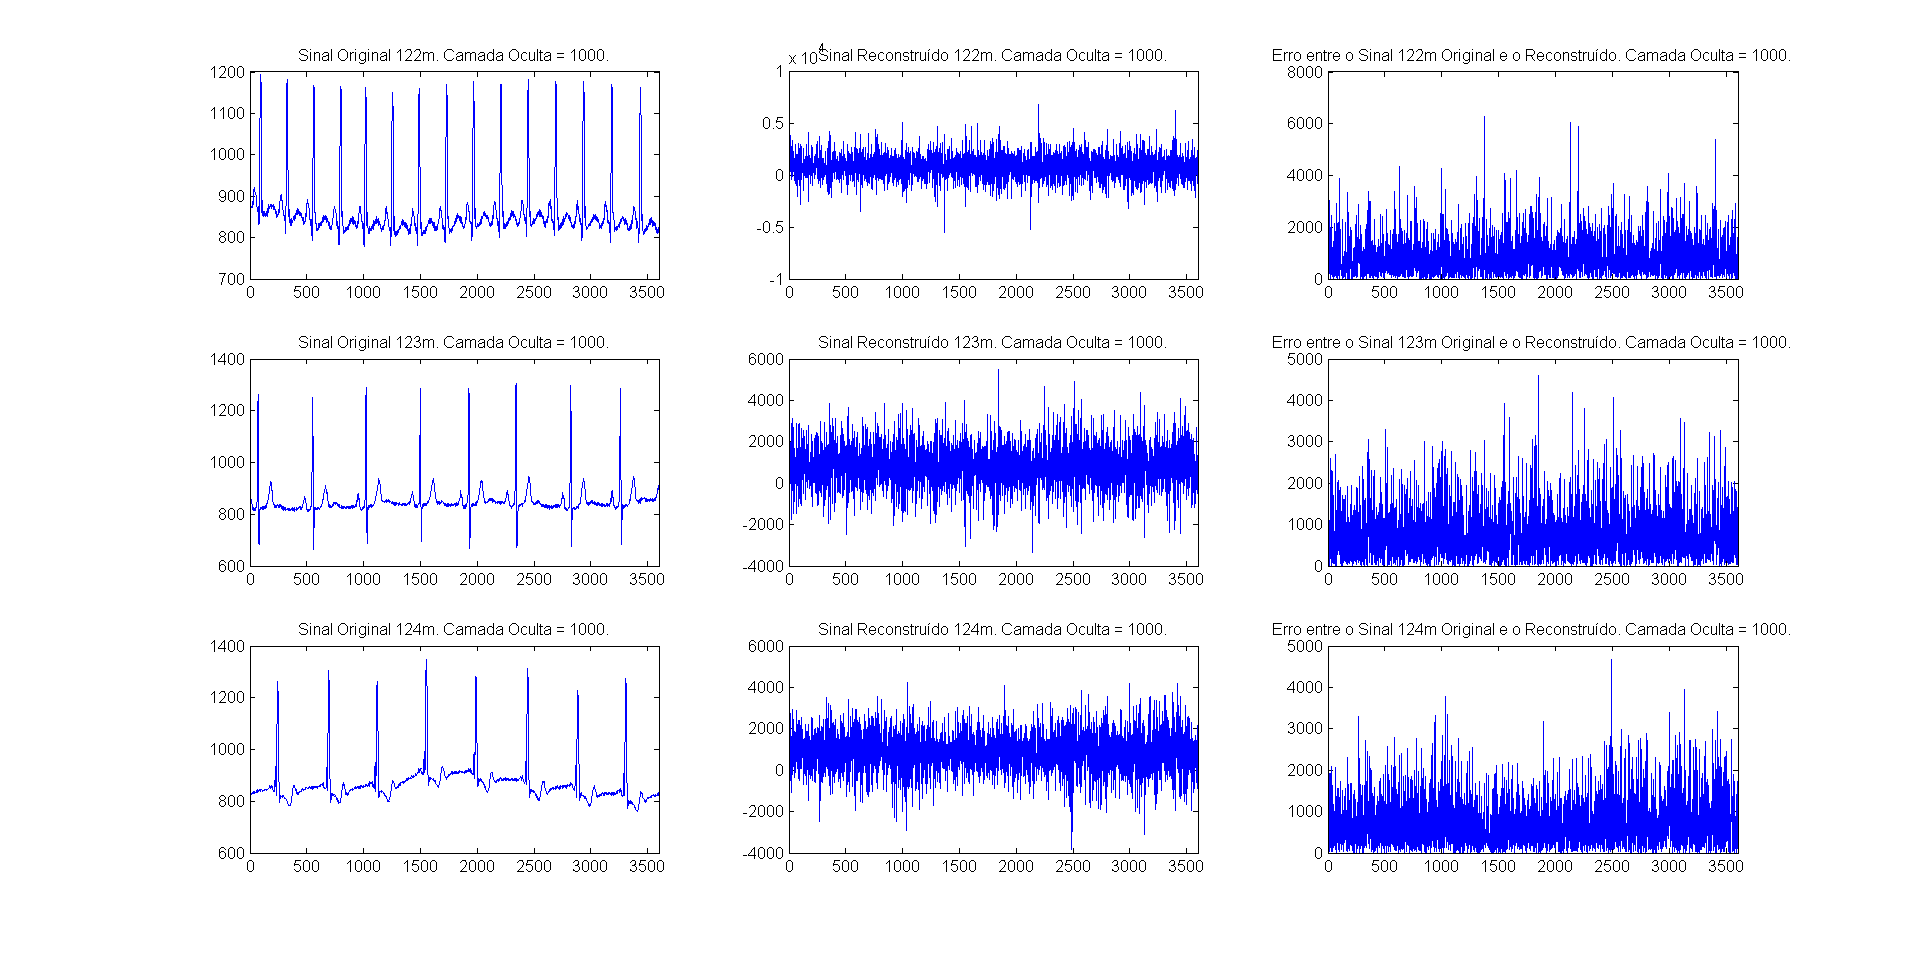 Sinal Original 122m. Camada Oculta = 1000.
1200
1100
1000
900
800
700
0 500 1000 1500 2000 2500 3000 3500
x 10^4
Sinal Reconstruído 122m. Camada Oculta = 1000.
1
0.5
0
-0.5
-1
0 500 1000 1500 2000 2500 3000 3500
Erro entre o Sinal 122m Original e o Reconstruído. Camada Oculta = 1000.
8000
6000
4000
2000
0
0 500 1000 1500 2000 2500 3000 3500
Sinal Original 123m. Camada Oculta = 1000.
1400
1200
1000
800
600
0 500 1000 1500 2000 2500 3000 3500
Sinal Reconstruído 123m. Camada Oculta = 1000.
6000
4000
2000
0
-2000
-4000
0 500 1000 1500 2000 2500 3000 3500
Erro entre o Sinal 123m Original e o Reconstruído. Camada Oculta = 1000.
5000
4000
3000
2000
1000
0
0 500 1000 1500 2000 2500 3000 3500
Sinal Original 124m. Camada Oculta = 1000.
1400
1200
1000
800
600
0 500 1000 1500 2000 2500 3000 3500
Sinal Reconstruído 124m. Camada Oculta = 1000.
6000
4000
2000
0
-2000
-4000
0 500 1000 1500 2000 2500 3000 3500
Erro entre o Sinal 124m Original e o Reconstruído. Camada Oculta = 1000.
5000
4000
3000
2000
1000
0
0 500 1000 1500 2000 2500 3000 3500